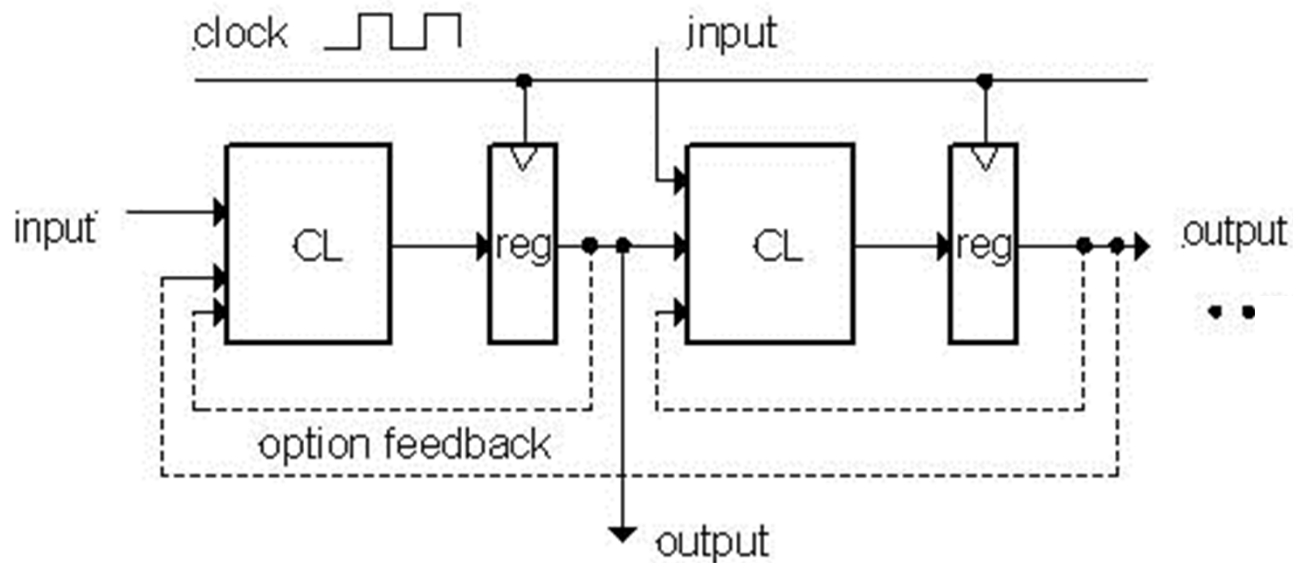 clock
input
input
CL
reg
CL
reg
output
option feedback
output